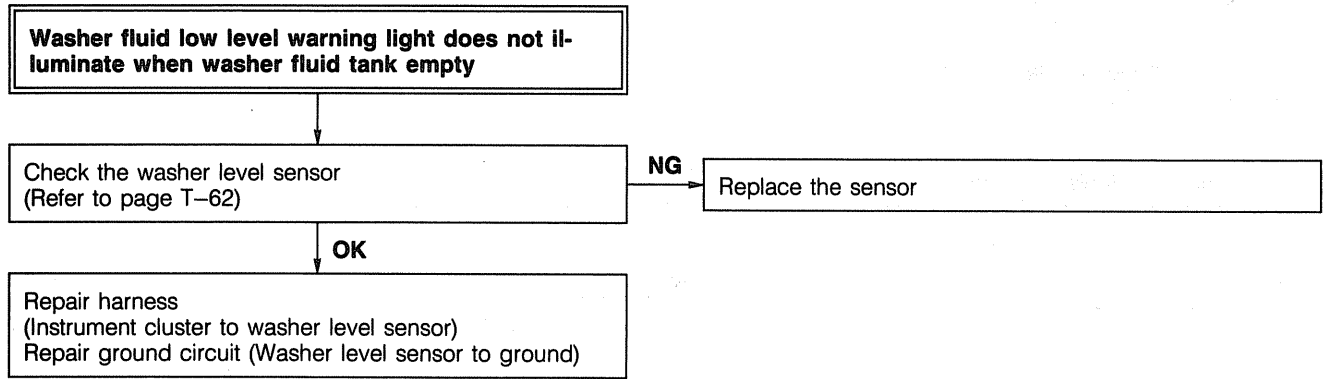 Washer fluid low level warning light does not il-
luminate when washer fluid tank empty
Check the washer level sensor
(Refer to page T–62)
NG
Replace the sensor
OK
Repair harness
(Instrument cluster to washer level sensor)
Repair ground circuit (Washer level sensor to ground)